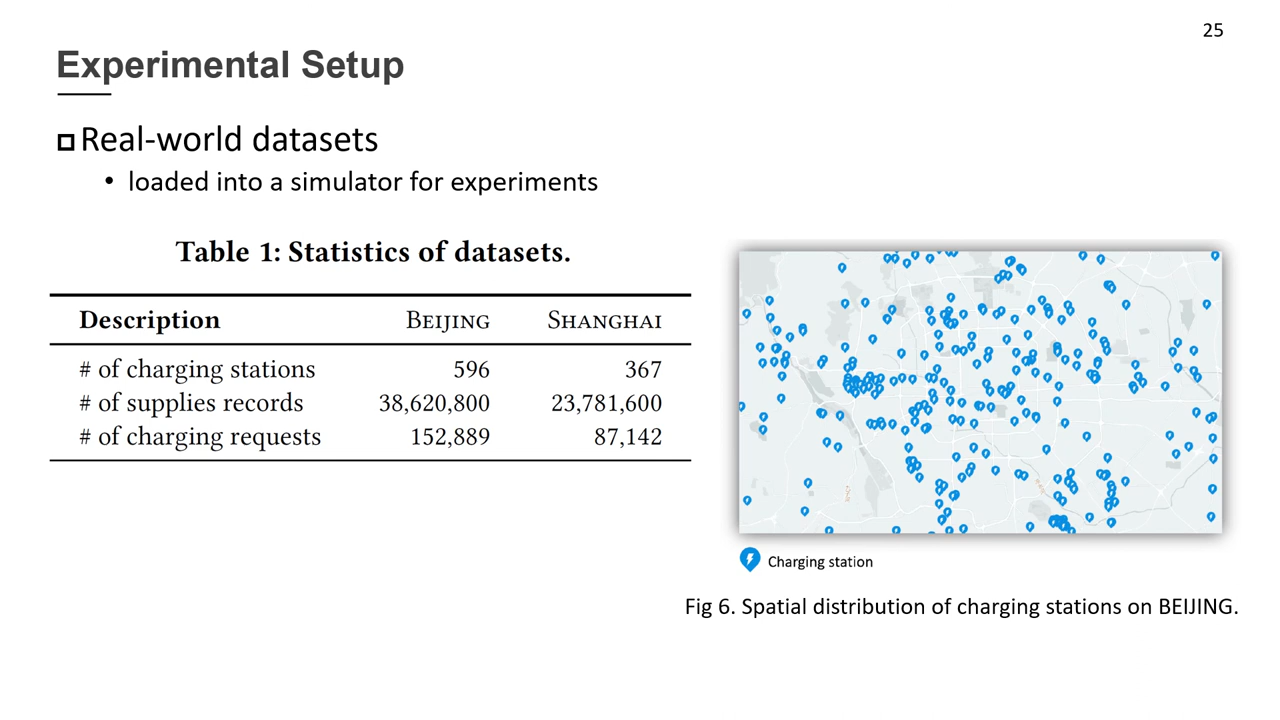 25
Experimental Setup
Real-world datasets
• loaded into a simulator for experiments
Table 1: Statistics of datasets.
Description BEIJING SHANGHAI
# of charging stations 596 367
# of supplies records 38,620,800 23,781,600
# of charging requests 152,889 87,142
Charging station
Fig 6. Spatial distribution of charging stations on BEIJING.